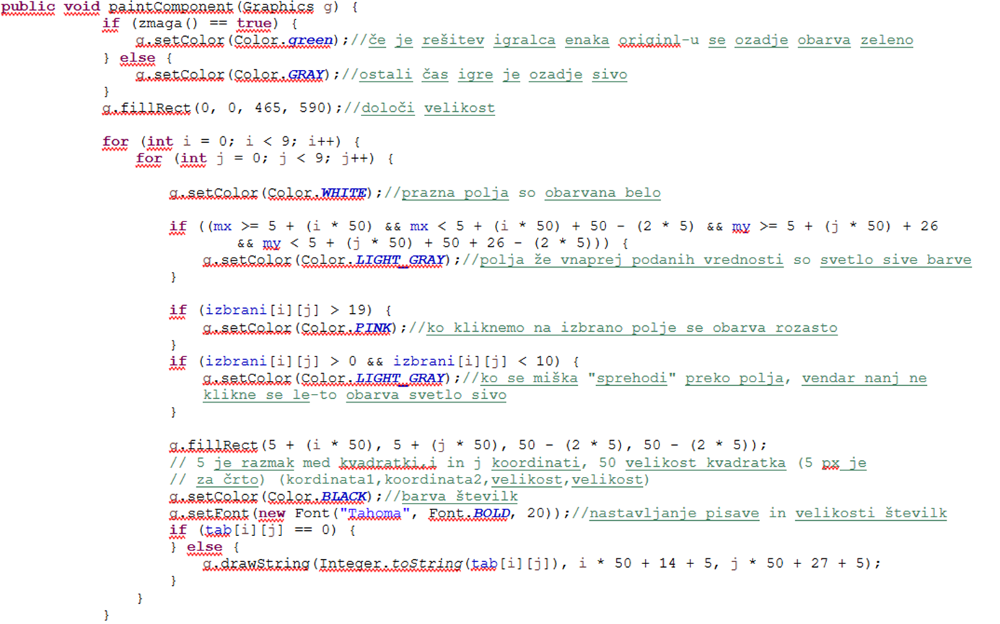 public void paintComponent(Graphics g) {
if (zmaga() == true) {
g.setColor(Color.green);//če je rešitev igralca enaka originl-u se ozadje obarva zeleno
} else {
g.setColor(Color.GRAY);//ostali čas igre je ozadje sivo
}
g.fillRect(0, 0, 465, 590);//določi velikost
for (int i = 0; i < 9; i++) {
for (int j = 0; j < 9; j++) {
g.setColor(Color.WHITE);//prazna polja so obarvana belo
if ((mx >= 5 + (i * 50) && mx < 5 + (i * 50) + 50 - (2 * 5) && my >= 5 + (j * 50) + 26
&& my < 5 + (j * 50) + 50 + 26 - (2 * 5))) {
g.setColor(Color.LIGHT_GRAY);//polja že vnaprej podanih vrednosti so svetlo sive barve
}
if (izbrani[i][j] > 19) {
g.setColor(Color.PINK);//ko kliknemo na izbrano polje se obarva rozasto
}
if (izbrani[i][j] > 0 && izbrani[i][j] < 10) {
g.setColor(Color.LIGHT_GRAY);//ko se miška "sprehodi" preko polja, vendar nanj ne
klikne se le-to obarva svetlo sivo
}
g.fillRect(5 + (i * 50), 5 + (j * 50), 50 - (2 * 5), 50 - (2 * 5));
// 5 je razmak med kvadratki,i in j koordinati, 50 velikost kvadratka (5 px je
// za črto) (kordinata1,koordinata2,velikost,velikost)
g.setColor(Color.BLACK);//barva številk
g.setFont(new Font("Tahoma", Font.BOLD, 20));//nastavljanje pisave in velikosti številk
if (tab[i][j] == 0) {
} else {
g.drawString(Integer.toString(tab[i][j]), i * 50 + 14 + 5, j * 50 + 27 + 5);
}
}
}